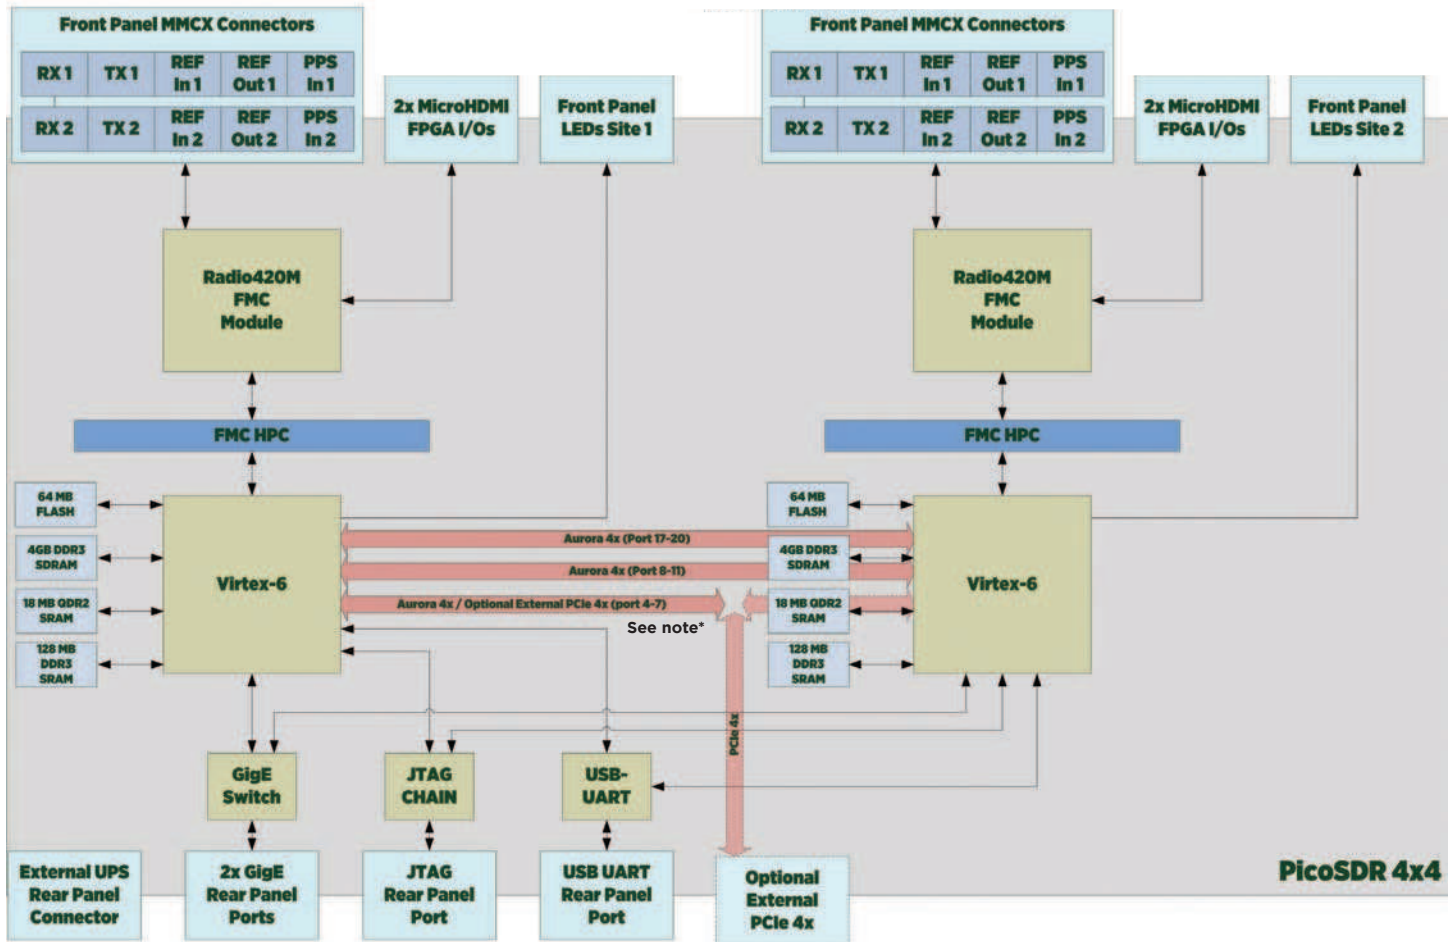 Front Panel MMCX Connectors
RX 1 TX 1 REF In 1 REF Out 1 PPS In 1
RX 2 TX 2 REF In 2 REF Out 2 PPS In 2
2x MicroHDMI
FPGA I/Os
Front Panel
LEDs Site 1
Front Panel MMCX Connectors
RX 1 TX 1 REF In 1 REF Out 1 PPS In 1
RX 2 TX 2 REF In 2 REF Out 2 PPS In 2
2x MicroHDMI
FPGA I/Os
Front Panel
LEDs Site 2
Radio420M
FMC
Module
Radio420M
FMC
Module
FMC HPC
FMC HPC
64 MB
FLASH
4GB DDR3
SDRAM
18 MB QDR2
SRAM
128 MB
DDR3
SRAM
Virtex-6
Aurora 4x (Port 17-20)
Aurora 4x (Port 8-11)
Aurora 4x / Optional External PCIe 4x (port 4-7)
See note*
PCIe 4x
64 MB
FLASH
4GB DDR3
SDRAM
18 MB QDR2
SRAM
128 MB
DDR3
SRAM
Virtex-6
GigE
Switch
JTAG
CHAIN
USB-
UART
External UPS
Rear Panel
Connector
2x GigE
Rear Panel
Ports
JTAG
Rear Panel
Port
USB UART
Rear Panel
Port
Optional
External
PCIe 4x
PicoSDR 4x4